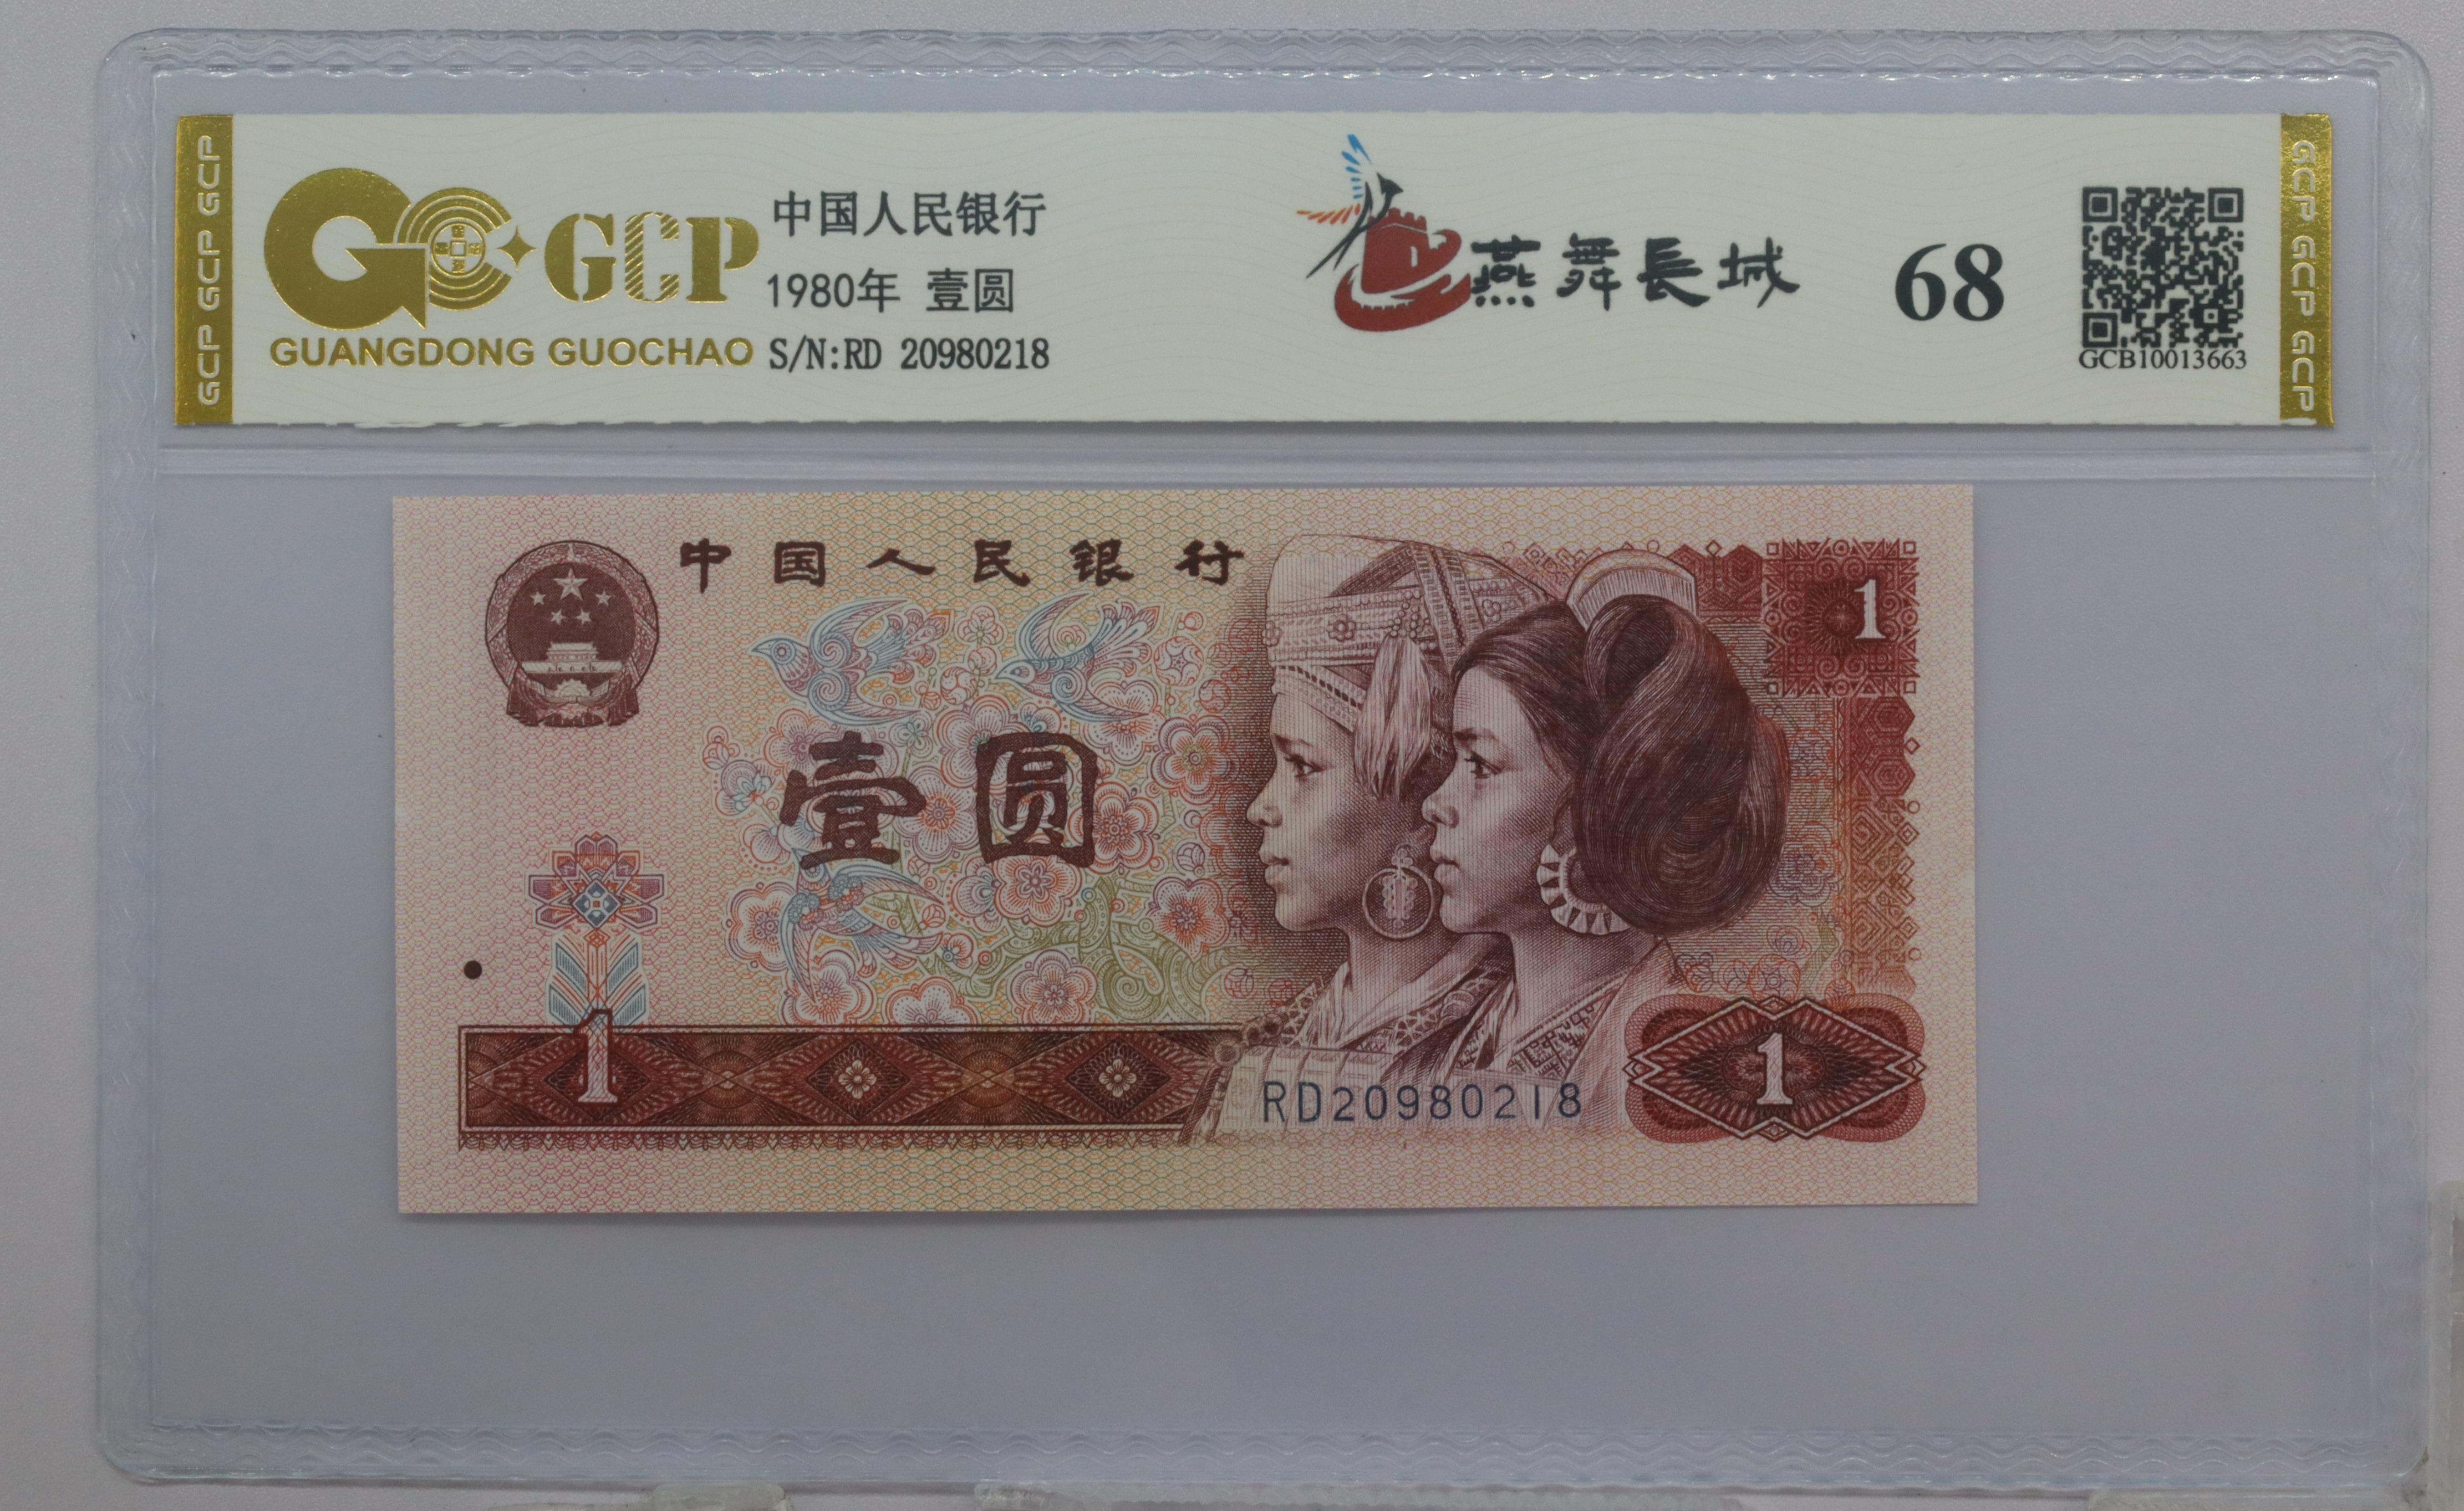 GCP GCP GCP
GCP
GUANGDONG GUOCHAO
中国人民银行
1980年 壹圆
S/N:RD 20980218
燕舞長城
68
GCB10013663
GCP GCP GCP
中国人民银行
1
壹圆
1
RD20980218
1